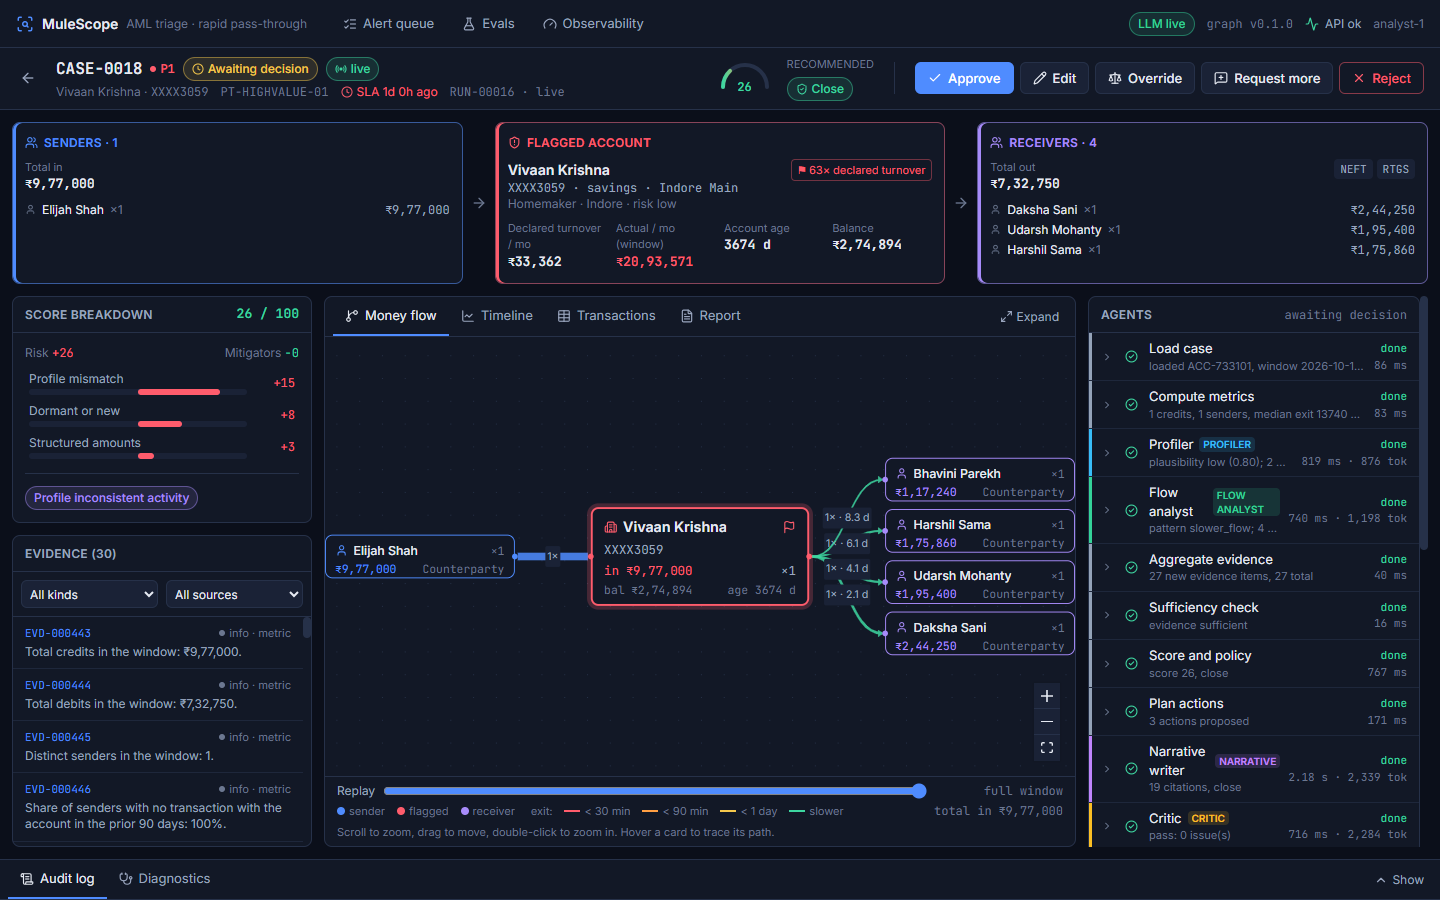 MuleScope AML triage · rapid pass-through Alert queue Evals Observability LLM live graph v0.1.0 API ok analyst-1
CASE-0018 P1 Awaiting decision live
Vivaan Krishna · XXXX3059 PT-HIGHVALUE-01 SLA 1d 0h ago RUN-00016 · live
26
RECOMMENDED
Close
Approve Edit Override Request more Reject
SENDERS · 1
Total in
₹9,77,000
Elijah Shah ×1 ₹9,77,000
FLAGGED ACCOUNT
Vivaan Krishna 63× declared turnover
XXXX3059 · savings · Indore Main
Homemaker · Indore · risk low
Declared turnover / mo
₹33,362
Actual / mo (window)
₹20,93,571
Account age
3674 d
Balance
₹2,74,894
RECEIVERS · 4
Total out NEFT RTGS
₹7,32,750
Daksha Sani ×1 ₹2,44,250
Udarsh Mohanty ×1 ₹1,95,400
Harshil Sama ×1 ₹1,75,860
SCORE BREAKDOWN 26 / 100
Risk +26 Mitigators -0
Profile mismatch +15
Dormant or new +8
Structured amounts +3
Profile inconsistent activity
EVIDENCE (30)
All kinds All sources
EVD-000443 info · metric
Total credits in the window: ₹9,77,000.
EVD-000444 info · metric
Total debits in the window: ₹7,32,750.
EVD-000445 info · metric
Distinct senders in the window: 1.
EVD-000446 info · metric
Share of senders with no transaction with the
account in the prior 90 days: 100%.
Money flow Timeline Transactions Report Expand
Elijah Shah ×1
₹9,77,000 Counterparty
1×
Vivaan Krishna
XXXX3059
in ₹9,77,000 ×1
bal ₹2,74,894 age 3674 d
1× · 8.3 d
1× · 6.1 d
1× · 4.1 d
1× · 2.1 d
Bhavini Parekh ×1
₹1,17,240 Counterparty
Harshil Sama ×1
₹1,75,860 Counterparty
Udarsh Mohanty ×1
₹1,95,400 Counterparty
Daksha Sani ×1
₹2,44,250 Counterparty
Replay full window
sender flagged receiver exit: < 30 min < 90 min < 1 day slower total in ₹9,77,000
Scroll to zoom, drag to move, double-click to zoom in. Hover a card to trace its path.
AGENTS awaiting decision
Load case done
loaded ACC-733101, window 2026-10-1... 86 ms
Compute metrics done
1 credits, 1 senders, median exit 13740 ... 83 ms
Profiler PROFILER done
plausibility low (0.80); 2 ... 819 ms · 876 tok
Flow analyst FLOW ANALYST done
pattern slower_flow; 4 ... 740 ms · 1,198 tok
Aggregate evidence done
27 new evidence items, 27 total 40 ms
Sufficiency check done
evidence sufficient 16 ms
Score and policy done
score 26, close 767 ms
Plan actions done
3 actions proposed 171 ms
Narrative writer NARRATIVE done
19 citations, close 2.18 s · 2,339 tok
Critic CRITIC done
pass: 0 issue(s) 716 ms · 2,284 tok
Audit log Diagnostics Show